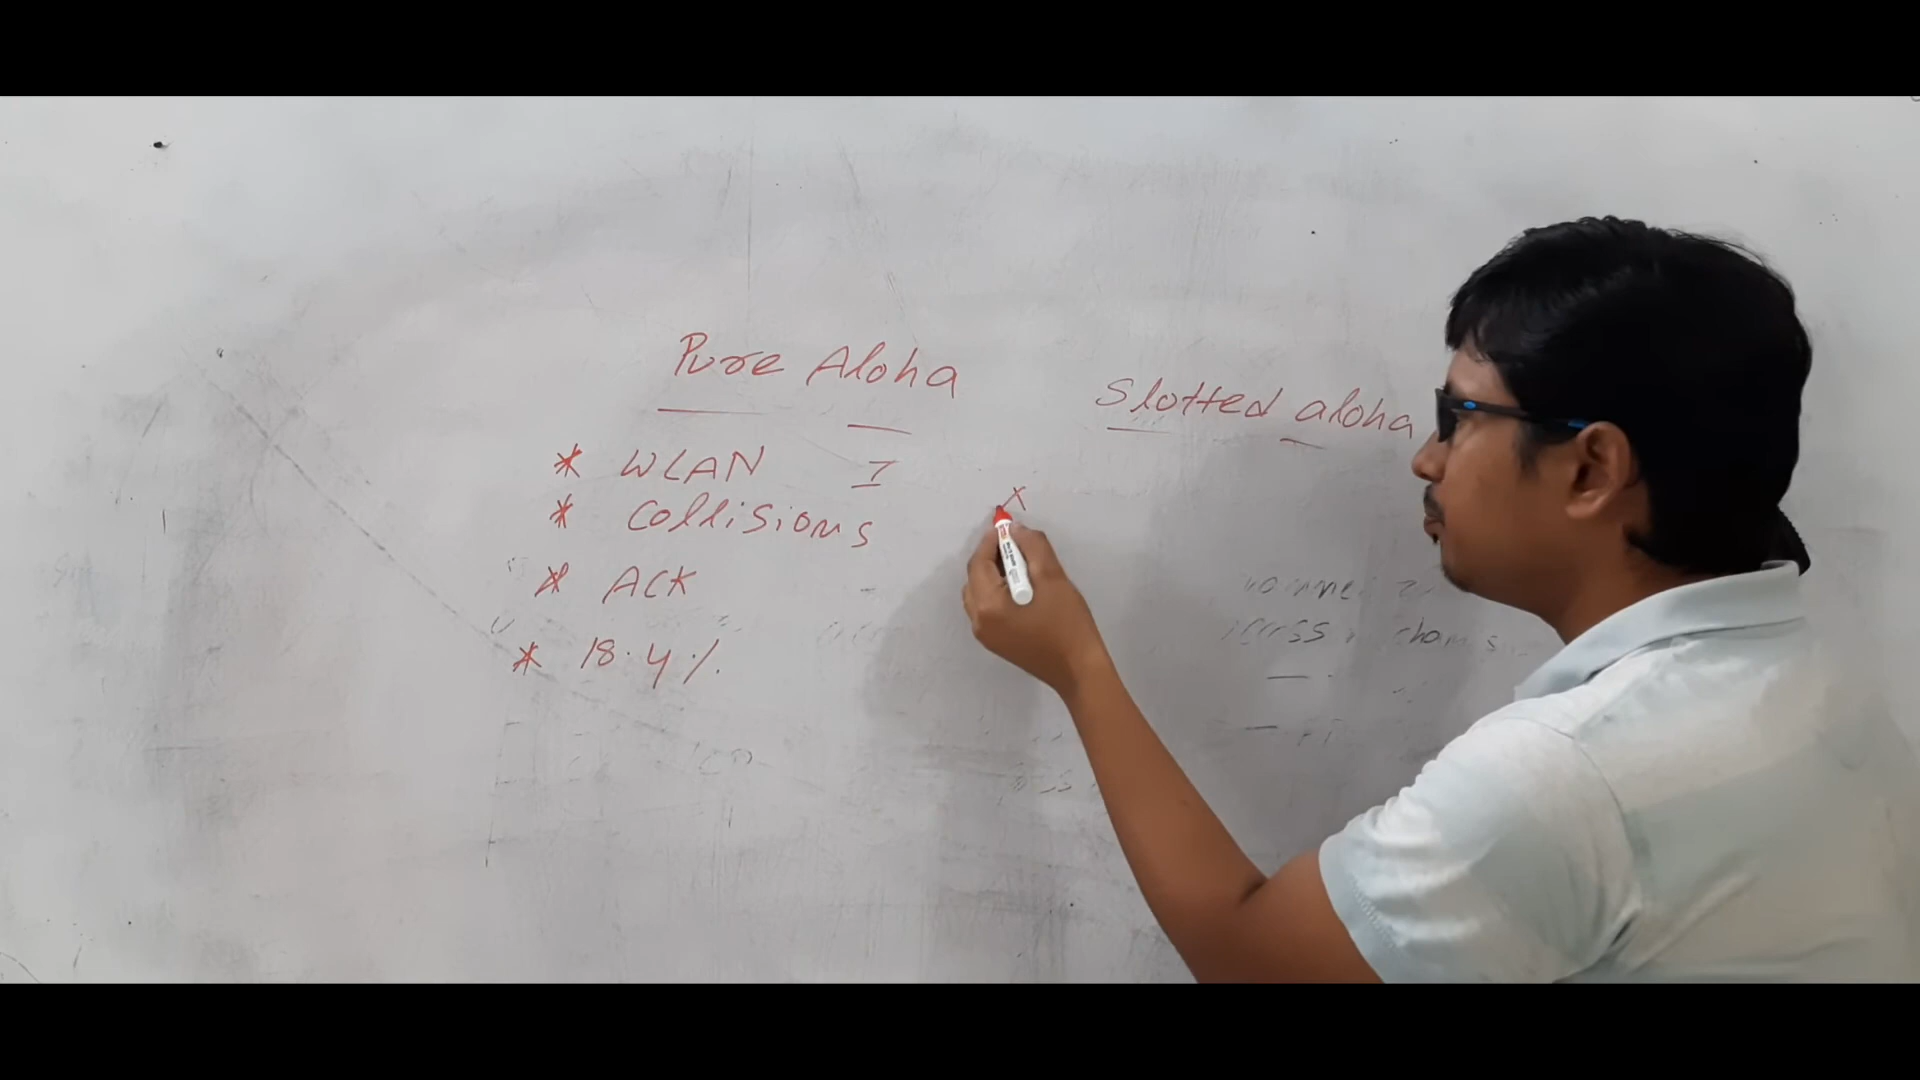 Pure Aloha
Slotted aloha
* WLAN I
* Collisions
* ACK
* 18.4%
x